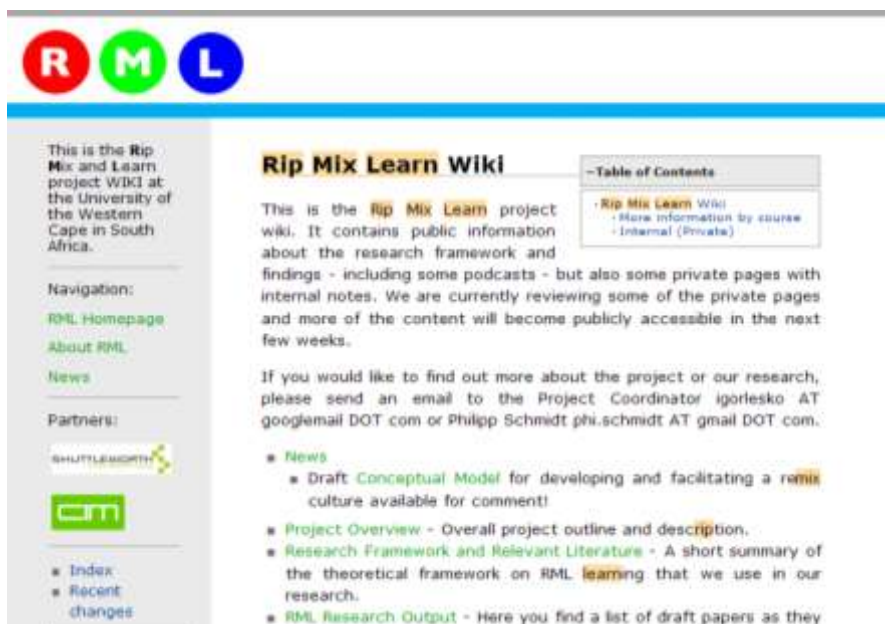 R M L
This is the Rip
Mix and Learn
project WIKI at
the University of
the Western
Cape in South
Africa.
Navigation:
RML Homepage
About RML
News
Partners:
SHUTTLEWORTH
cim
Index
Recent
changes
Rip Mix Learn Wiki
−Table of Contents
Rip Mix Learn Wiki
More information by course
Internal (Private)
This is the Rip Mix Learn project
wiki. It contains public information
about the research framework and
findings - including some podcasts - but also some private pages with
internal notes. We are currently reviewing some of the private pages
and more of the content will become publicly accessible in the next
few weeks.
If you would like to find out more about the project or our research,
please send an email to the Project Coordinator igorlesko AT
googlemail DOT com or Philipp Schmidt phi.schmidt AT gmail DOT com.
News
Draft Conceptual Model for developing and facilitating a remix
culture available for comment!
Project Overview - Overall project outline and description.
Research Framework and Relevant Literature - A short summary of
the theoretical framework on RML learning that we use in our
research.
RML Research Output - Here you find a list of draft papers as they